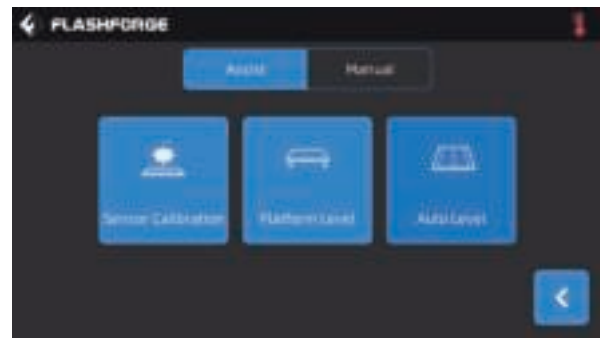 FLASHFORGE
Assist Manual
Sensor Calibration Platform Level Auto Level